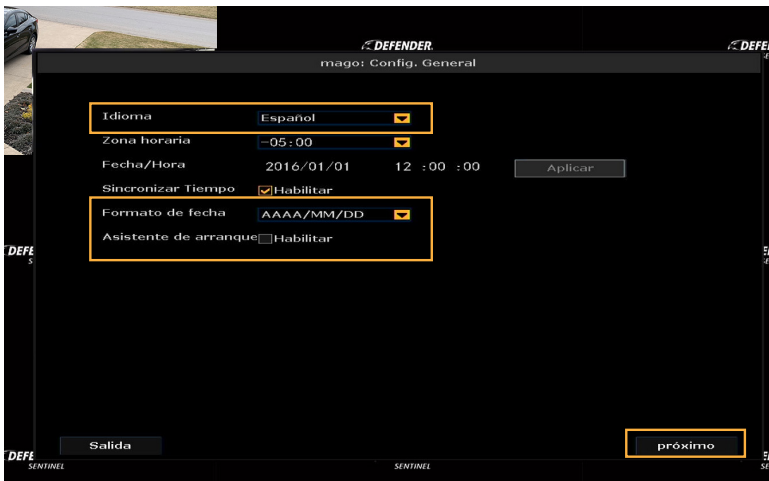 DEFENDER
DEFE
mago: Config. General
Idioma Español
Zona horaria -05:00
Fecha/Hora 2016/01/01 12 :00 :00 Aplicar
Sincronizar Tiempo Habilitar
Formato de fecha AAAA/MM/DD
Asistente de arranque Habilitar
DEFE
S
Salida próximo
DEFE
SENTINEL SENTINEL SE